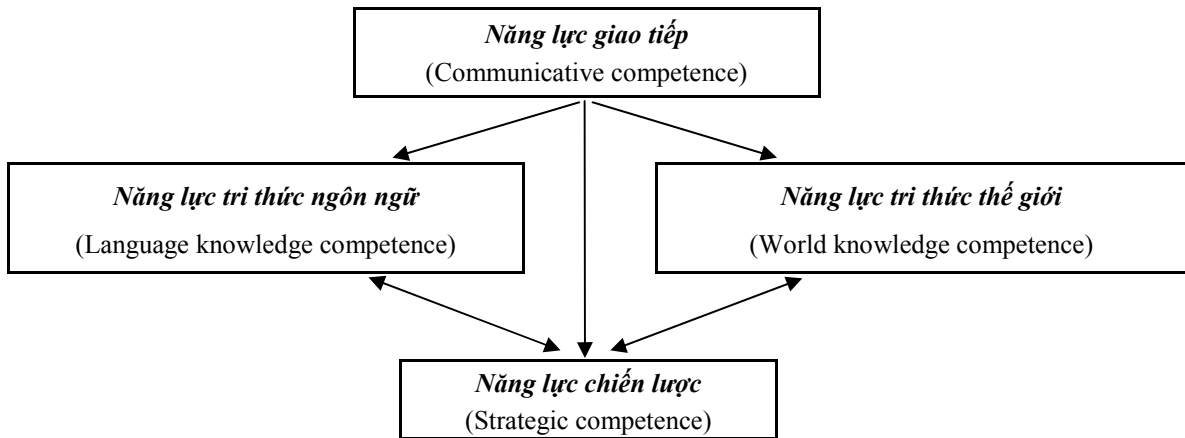 Năng lực giao tiếp
(Communicative competence)
Năng lực tri thức ngôn ngữ
(Language knowledge competence)
Năng lực tri thức thế giới
(World knowledge competence)
Năng lực chiến lược
(Strategic competence)